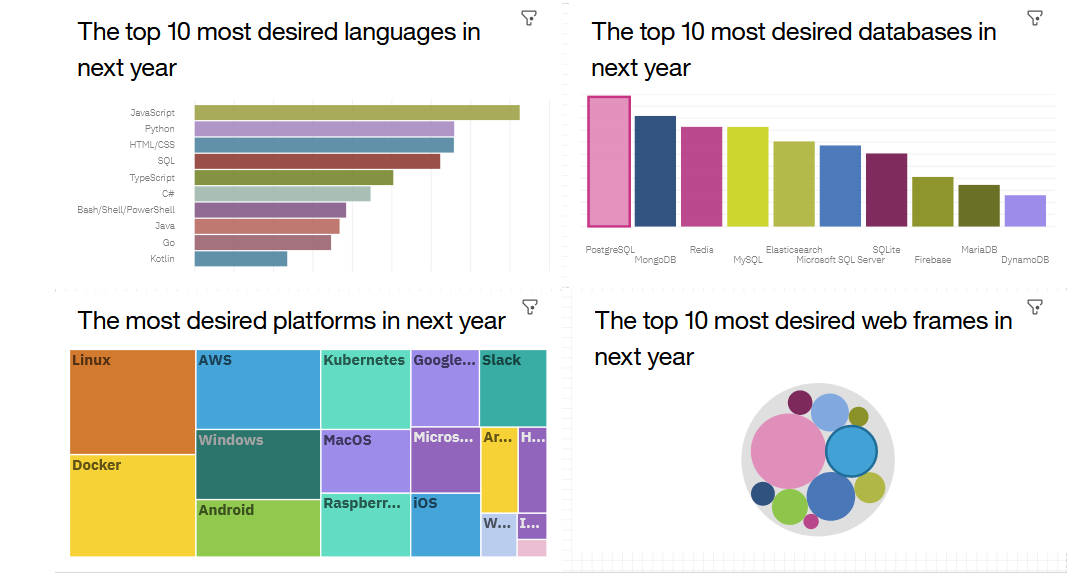 The top 10 most desired languages in
next year
JavaScript
Python
HTML/CSS
SQL
TypeScript
C#
Bash/Shell/PowerShell
Java
Go
Kotlin
The top 10 most desired databases in
next year
PostgreSQL
MongoDB
Redis
MySQL
Elasticsearch
Microsoft SQL Server
SQLite
Firebase
MariaDB
DynamoDB
The most desired platforms in next year
Linux
AWS
Kubernetes
Google...
Slack
Windows
MacOS
Micros...
Ar...
H...
Docker
Android
Raspberr...
iOS
W...
I...
The top 10 most desired web frames in
next year